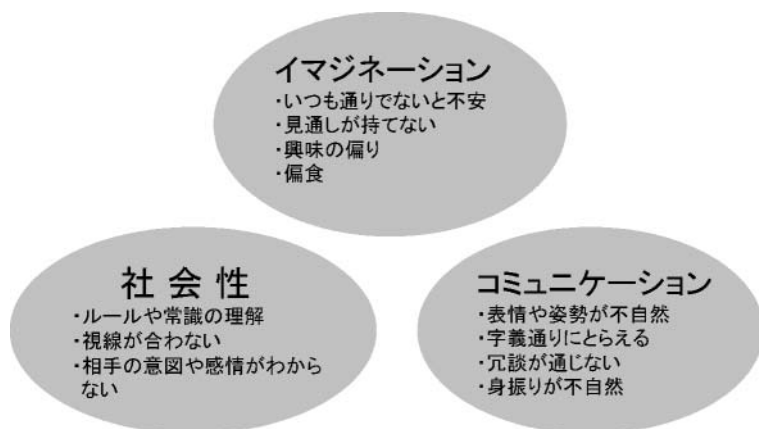 イマジネーション
・いつも通りでないと不安
・見通しが持てない
・興味の偏り
・偏食
社 会 性
・ルールや常識の理解
・視線が合わない
・相手の意図や感情がわから
ない
コミュニケーション
・表情や姿勢が不自然
・字義通りにとらえる
・冗談が通じない
・身振りが不自然